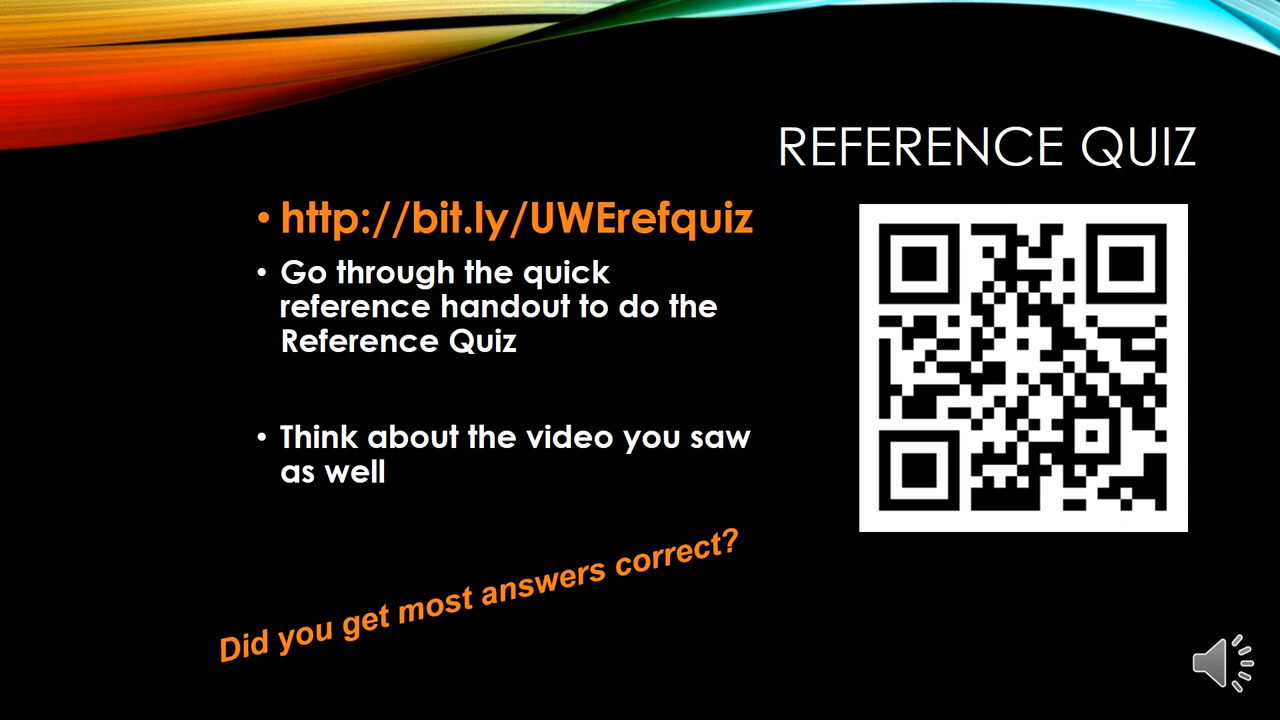 REFERENCE QUIZ
• http://bit.ly/UWErefquiz
• Go through the quick
reference handout to do the
Reference Quiz
• Think about the video you saw
as well
Did you get most answers correct?